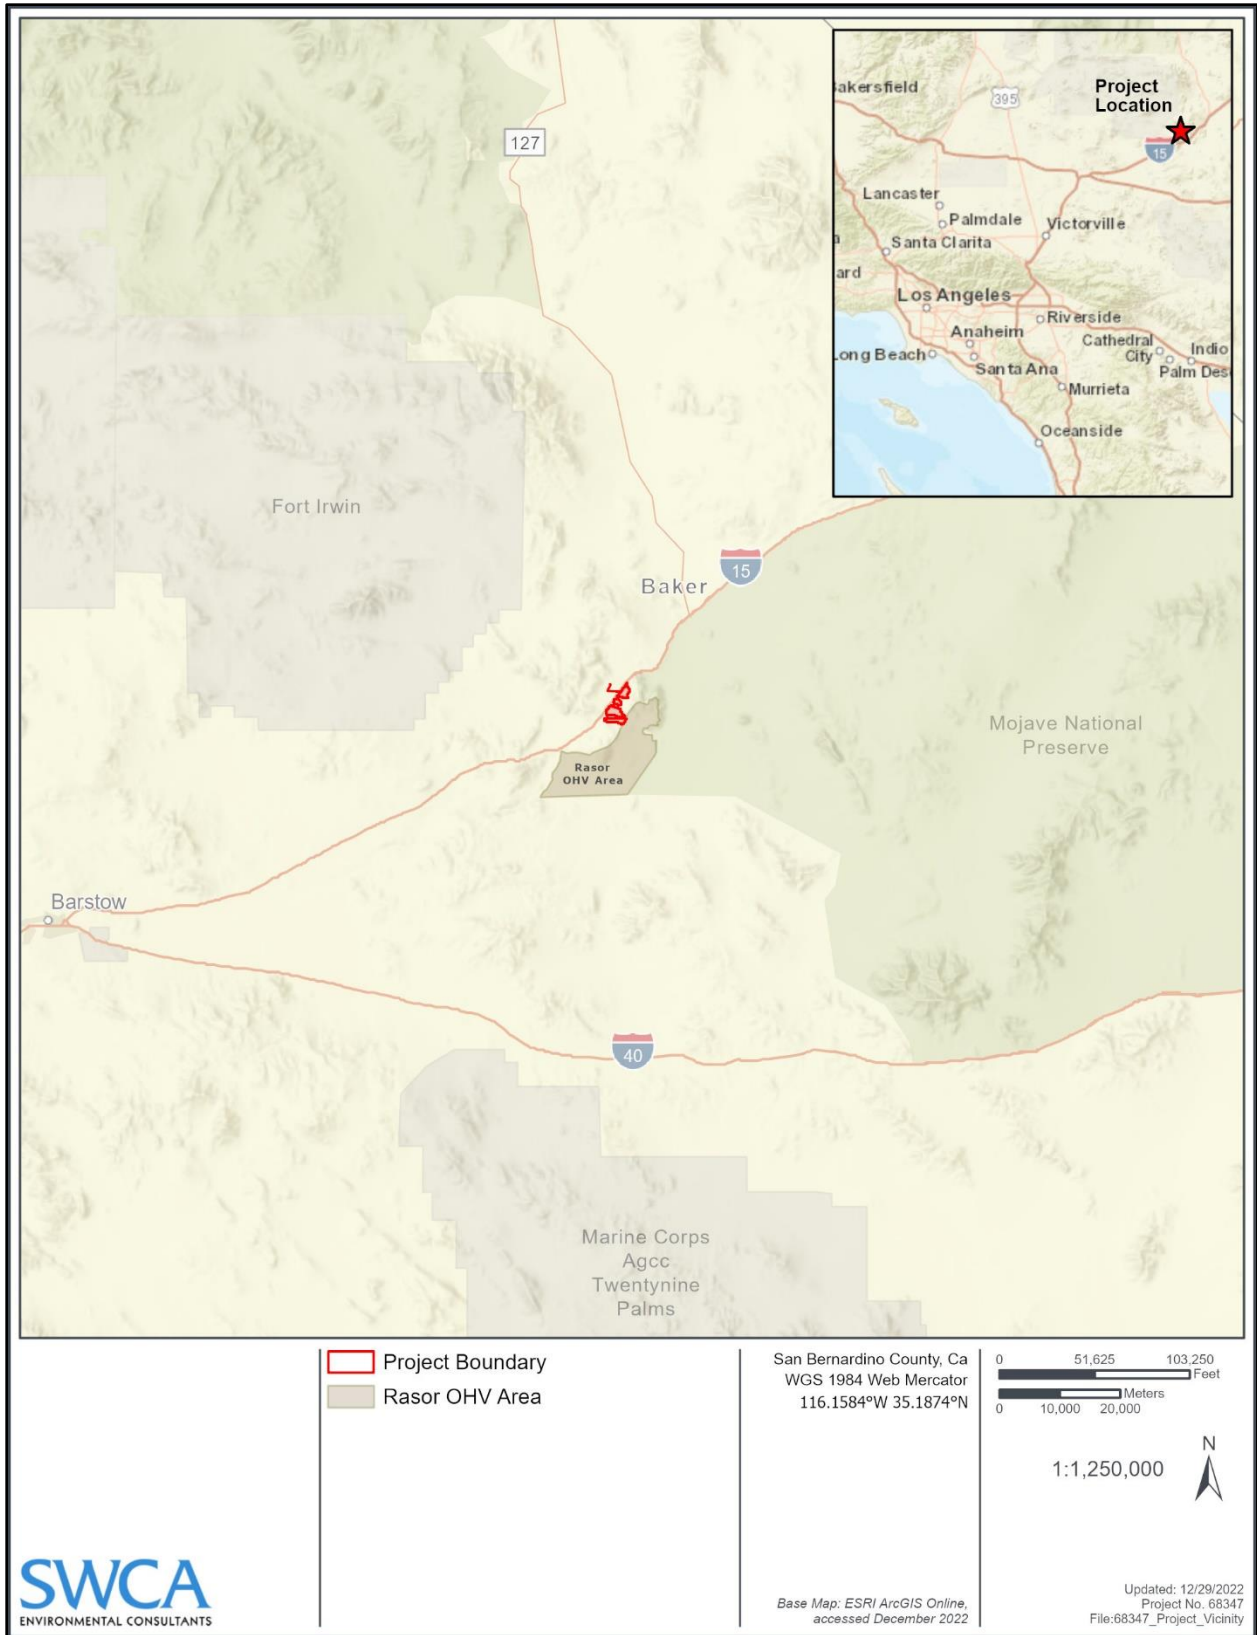 akersfield
395
Project
Location
15
Lancaster
Palmdale
Victorville
Santa Clarita
a
ard
Los Angeles
Riverside
Anaheim
Cathedral
City
Indio
Long Beach
Santa Ana
Palm Des
Murrieta
Oceanside
127
Fort Irwin
15
Baker
Mojave National
Preserve
Rasor
OHV Area
Barstow
40
Marine Corps
Agcc
Twentynine
Palms
Project Boundary
Rasor OHV Area
San Bernardino County, Ca
WGS 1984 Web Mercator
116.1584°W 35.1874°N
0 51,625 103,250
Feet
Meters
0 10,000 20,000
N
1:1,250,000
SWCA
ENVIRONMENTAL CONSULTANTS
Base Map: ESRI ArcGIS Online,
accessed December 2022
Updated: 12/29/2022
Project No. 68347
File:68347_Project_Vicinity